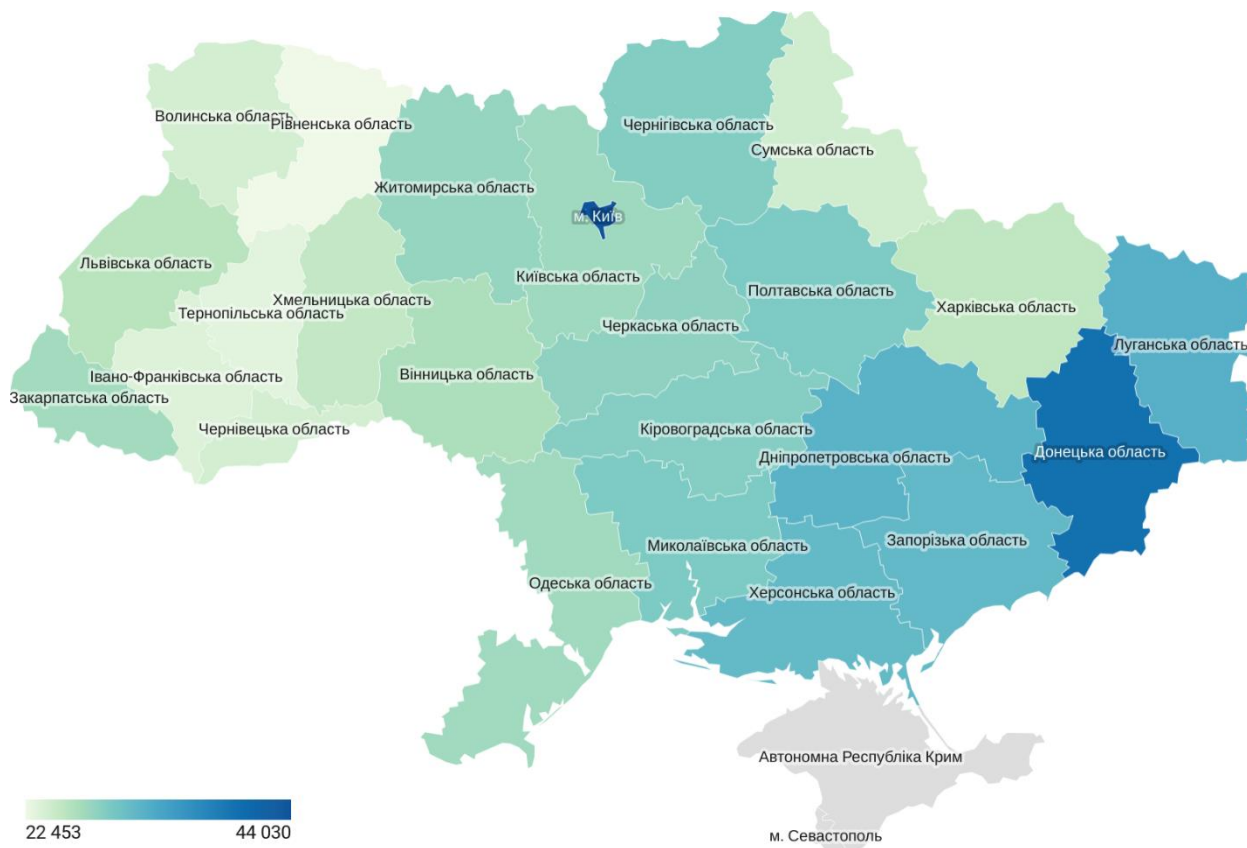 Волинська область
Рівненська область
Чернігівська область
Сумська область
Житомирська область
м. Київ
Львівська область
Київська область
Полтавська область
Хмельницька область
Тернопільська область
Харківська область
Черкаська область
Луганська область
Івано-Франківська область
Вінницька область
Закарпатська область
Чернівецька область
Кіровоградська область
Дніпропетровська область
Донецька область
Запорізька область
Миколаївська область
Одеська область
Херсонська область
Автономна Республіка Крим
22 453
44 030
м. Севастополь